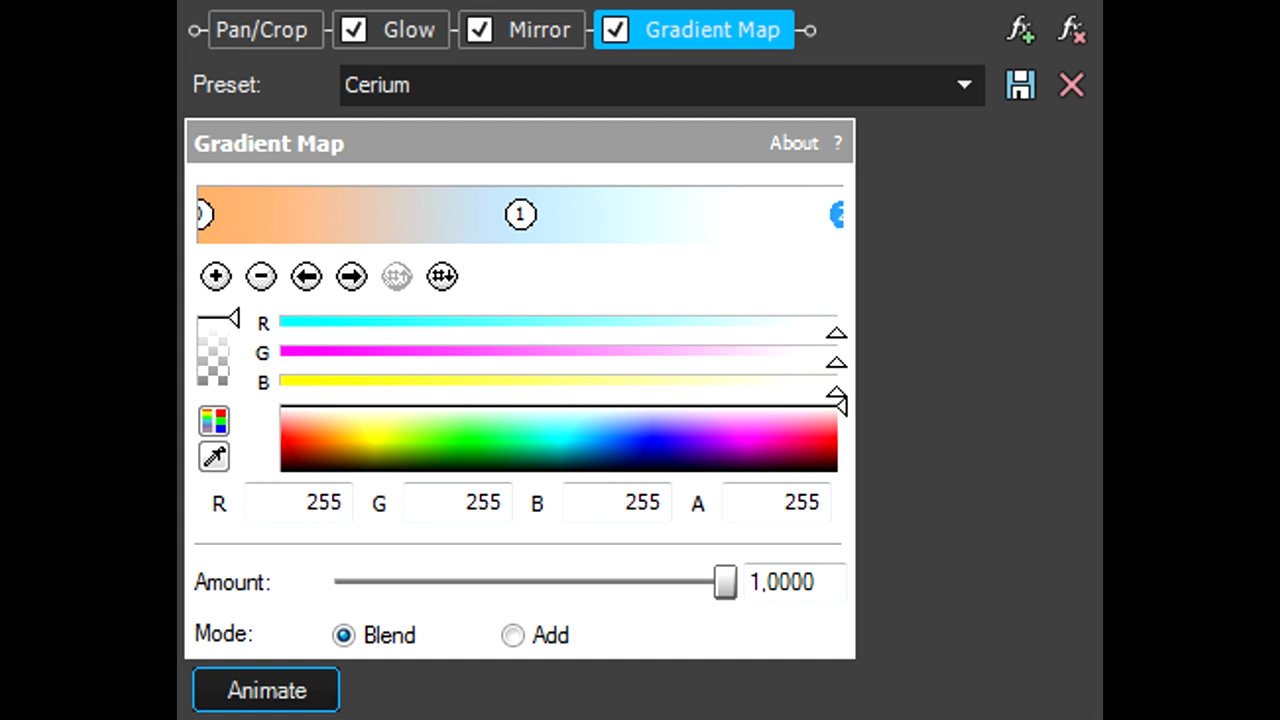 Pan/Crop Glow Mirror Gradient Map
Preset: Cerium
Gradient Map About ?
1
R
G
B
R 255 G 255 B 255 A 255
Amount: 1,0000
Mode: Blend Add
Animate